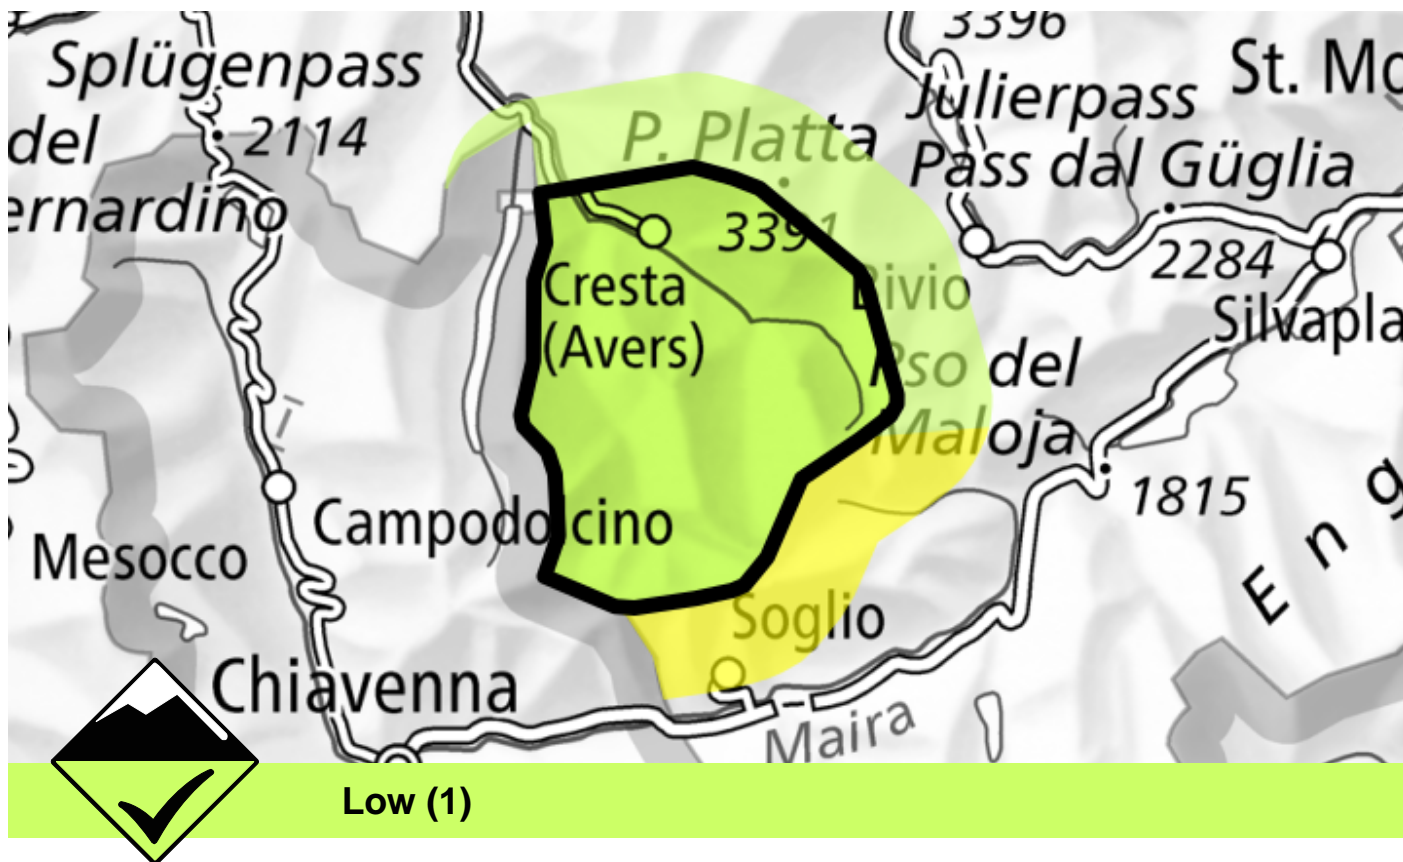 3396
Splügenpass
St. Mo
Julierpass
del
2114
P. Platta
Pass dal Güglia
ernardino
3391
2284
Cresta
(Avers)
Bivio
Silvapla
Pso del
Maloja
1815
Campodolcino
Mesocco
Eng
Soglio
Chiavenna
Maira
Low (1)